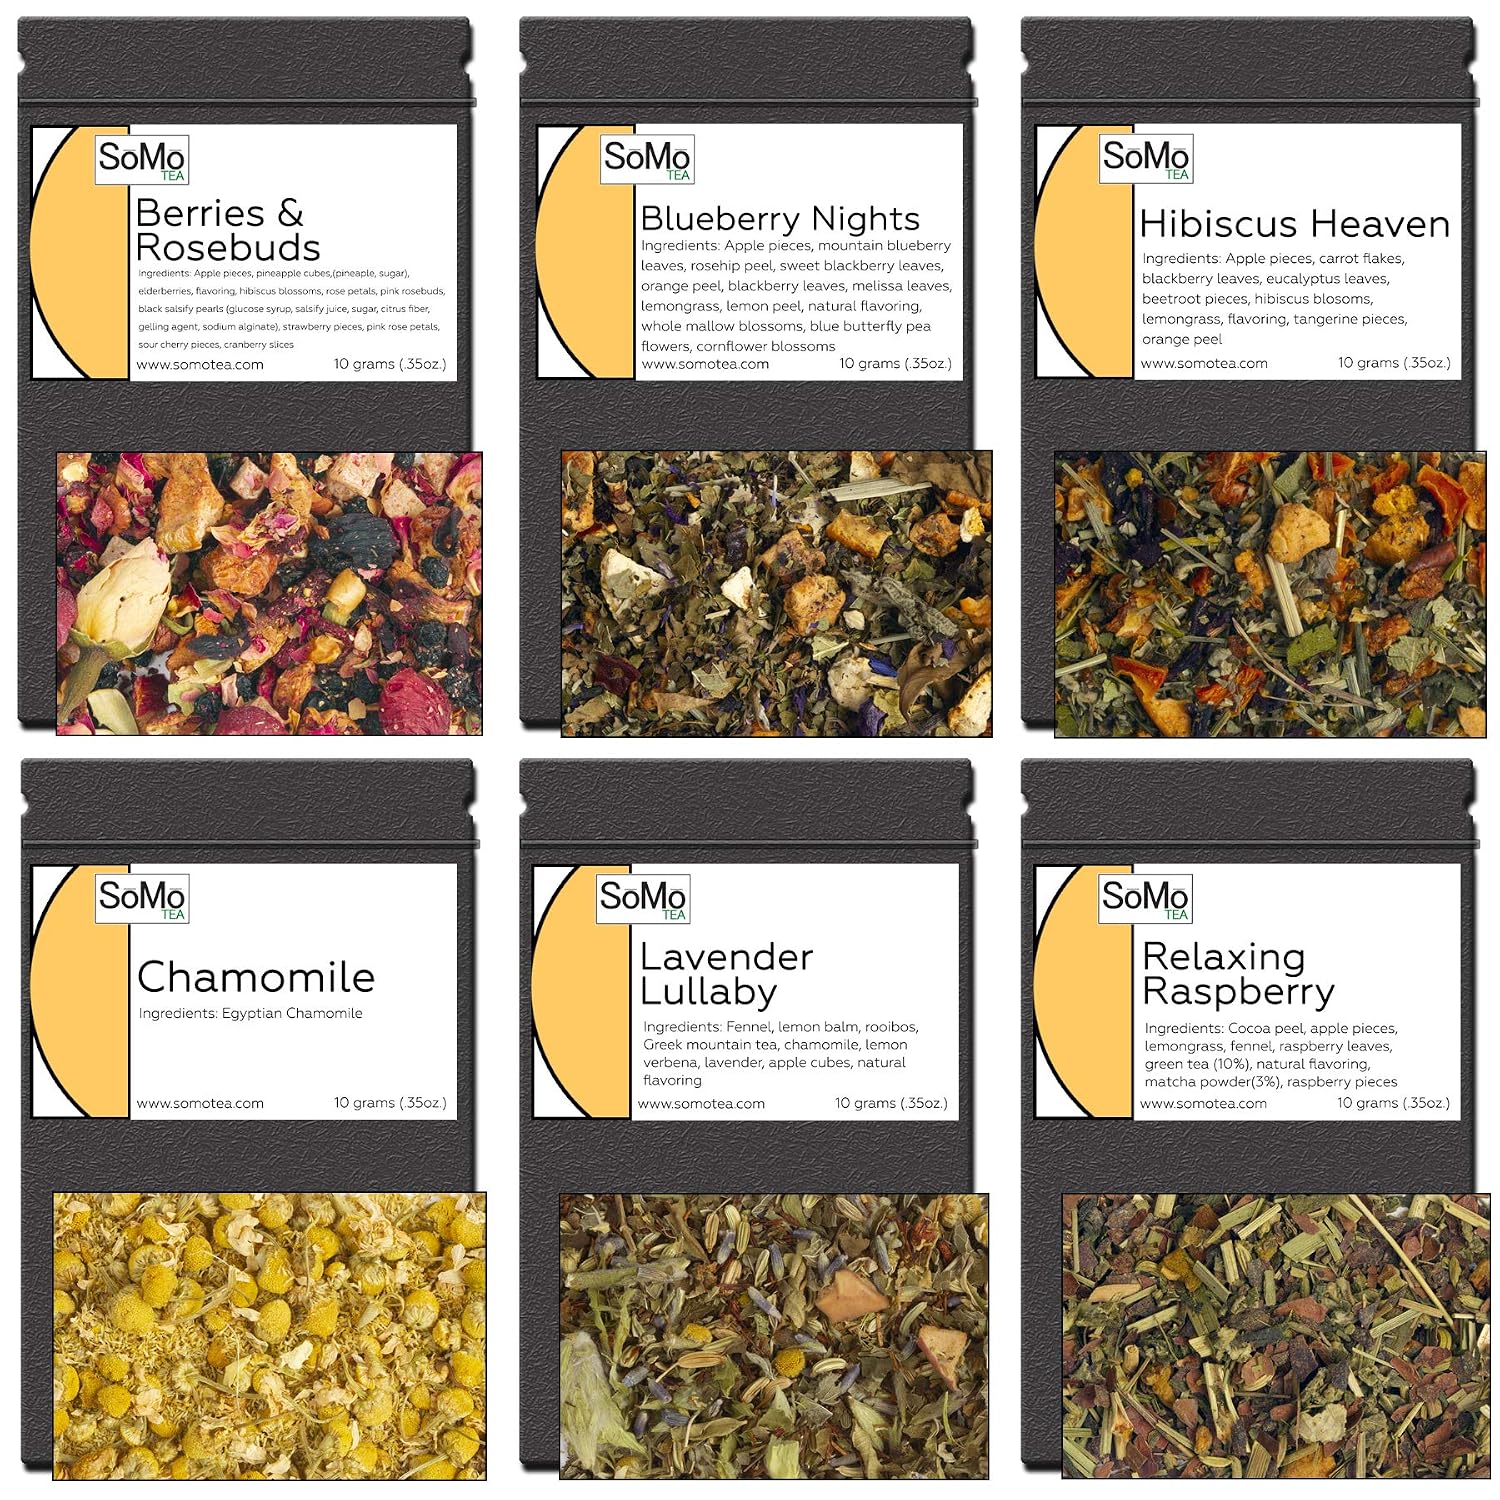 SōMō
TEA
Berries &
Rosebuds
Ingredients: Apple pieces, pineapple cubes,(pineaple, sugar),
elderberries, flavoring, hibiscus blossoms, rose petals, pink rosebuds,
black salsify pearls (glucose syrup, salsify juice, sugar, citrus fiber,
gelling agent, sodium alginate), strawberry pieces, pink rose petals,
sour cherry pieces, cranberry slices
www.somotea.com 10 grams (.35oz.)
SōMō
TEA
Blueberry Nights
Ingredients: Apple pieces, mountain blueberry
leaves, rosehip peel, sweet blackberry leaves,
orange peel, blackberry leaves, melissa leaves,
lemongrass, lemon peel, natural flavoring,
whole mallow blossoms, blue butterfly pea
flowers, cornflower blossoms
www.somotea.com 10 grams (.35oz.)
SōMō
TEA
Hibiscus Heaven
Ingredients: Apple pieces, carrot flakes,
blackberry leaves, eucalyptus leaves,
beetroot pieces, hibiscus blosoms,
lemongrass, flavoring, tangerine pieces,
orange peel
www.somotea.com 10 grams (.35oz.)
SōMō
TEA
Chamomile
Ingredients: Egyptian Chamomile
www.somotea.com 10 grams (.35oz.)
SōMō
TEA
Lavender
Lullaby
Ingredients: Fennel, lemon balm, rooibos,
Greek mountain tea, chamomile, lemon
verbena, lavender, apple cubes, natural
flavoring
www.somotea.com 10 grams (.35oz.)
SōMō
TEA
Relaxing
Raspberry
Ingredients: Cocoa peel, apple pieces,
lemongrass, fennel, raspberry leaves,
green tea (10%), natural flavoring,
matcha powder(3%), raspberry pieces
www.somotea.com 10 grams (.35oz.)